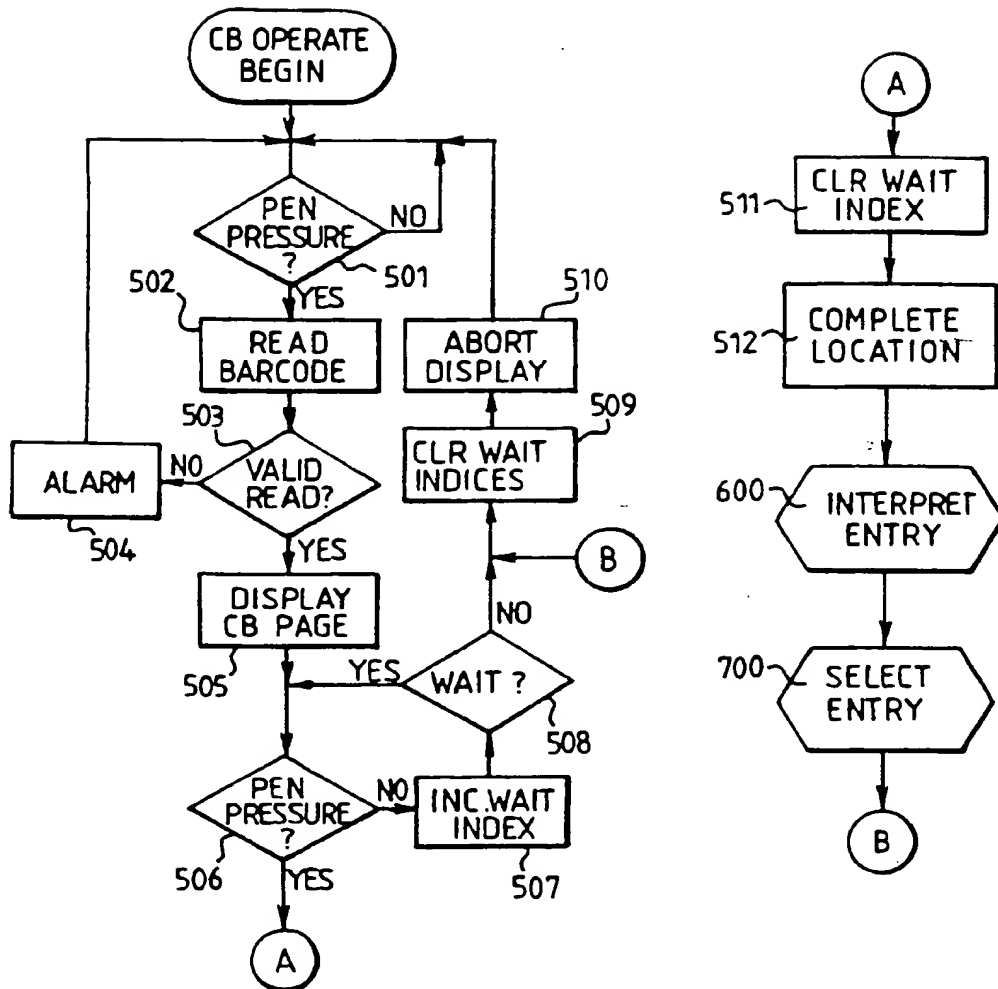 CB OPERATE
BEGIN
PEN
PRESSURE
?
NO
501
YES
502
READ
BARCODE
503
VALID
READ?
NO
ALARM
504
YES
DISPLAY
CB PAGE
505
PEN
PRESSURE
?
506
NO
YES
A
INC. WAIT
INDEX
507
WAIT ?
508
YES
NO
B
CLR WAIT
INDICES
509
ABORT
DISPLAY
510
A
CLR WAIT
INDEX
511
COMPLETE
LOCATION
512
INTERPRET
ENTRY
600
SELECT
ENTRY
700
B